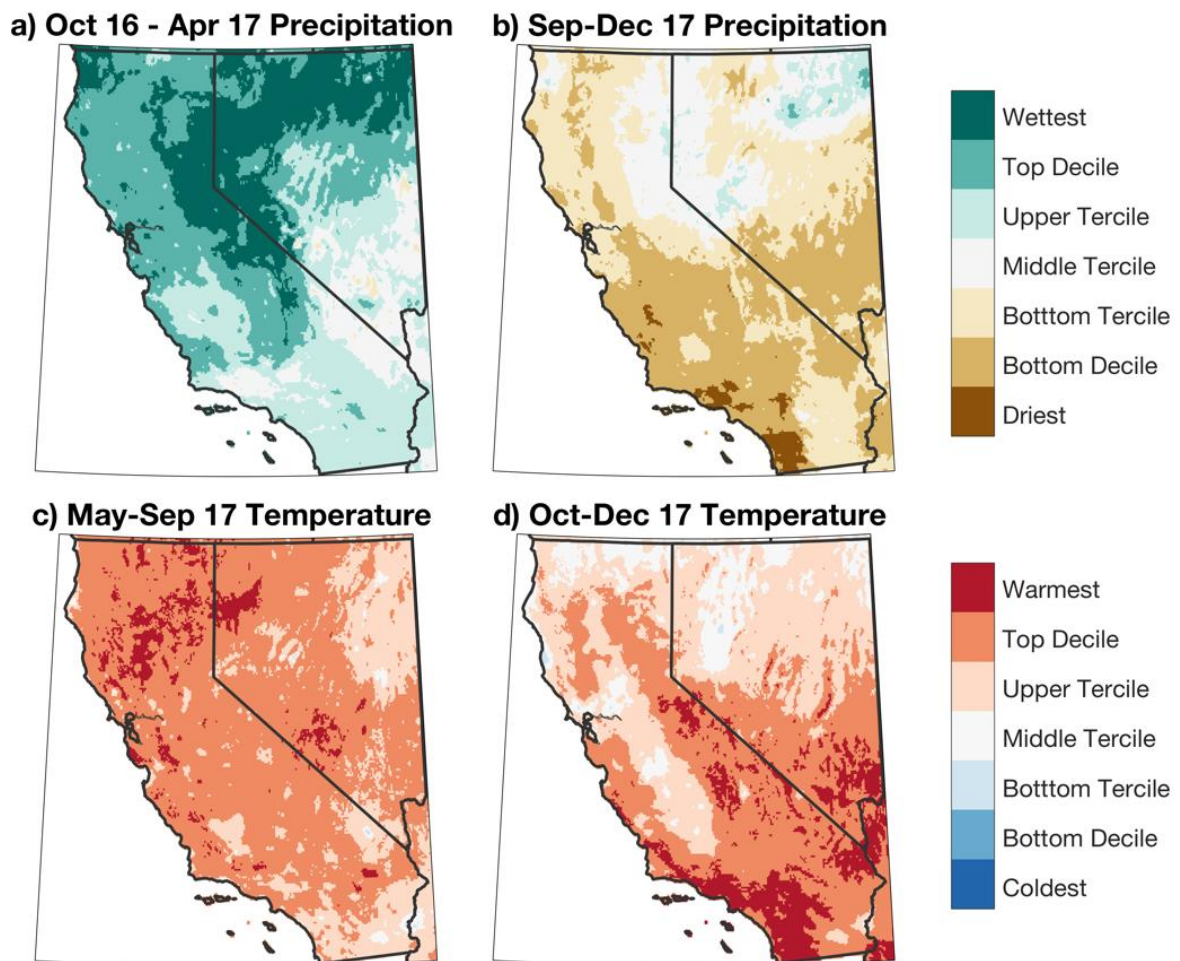 a) Oct 16 - Apr 17 Precipitation
b) Sep-Dec 17 Precipitation
Wettest
Top Decile
Upper Tercile
Middle Tercile
Botttom Tercile
Bottom Decile
Driest
c) May-Sep 17 Temperature
d) Oct-Dec 17 Temperature
Warmest
Top Decile
Upper Tercile
Middle Tercile
Botttom Tercile
Bottom Decile
Coldest